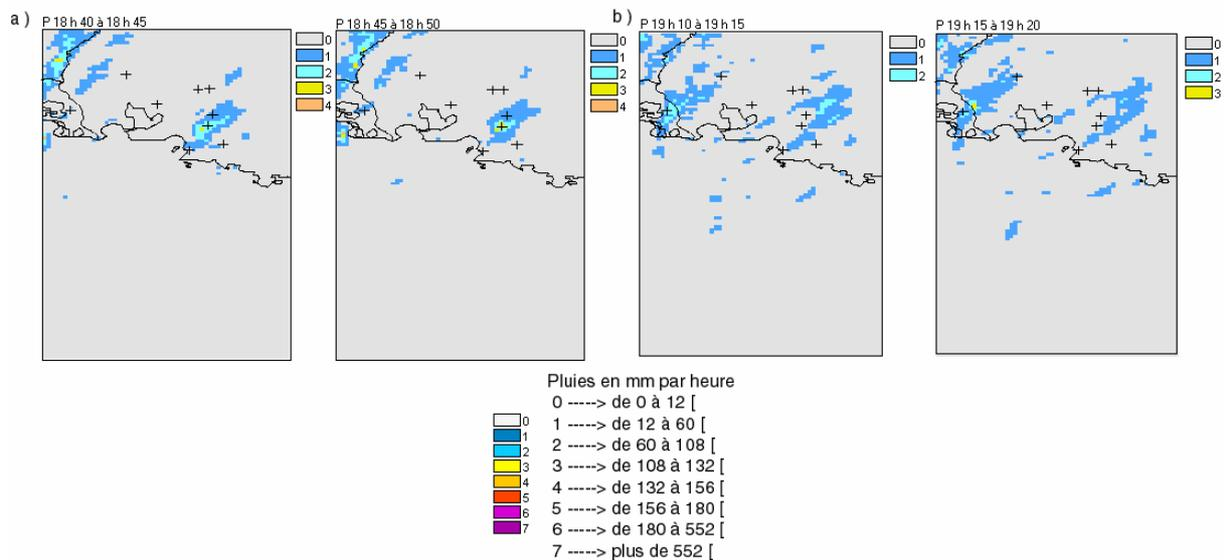 a ) P 18 h 40 à 18 h 45
0
1
2
3
4
P 18 h 45 à 18 h 50
0
1
2
3
4
b ) P 19 h 10 à 19 h 15
0
1
2
P 19 h 15 à 19 h 20
0
1
2
3
Pluies en mm par heure
0 -----> de 0 à 12 [
1 -----> de 12 à 60 [
2 -----> de 60 à 108 [
3 -----> de 108 à 132 [
4 -----> de 132 à 156 [
5 -----> de 156 à 180 [
6 -----> de 180 à 552 [
7 -----> plus de 552 [
0
1
2
3
4
5
6
7